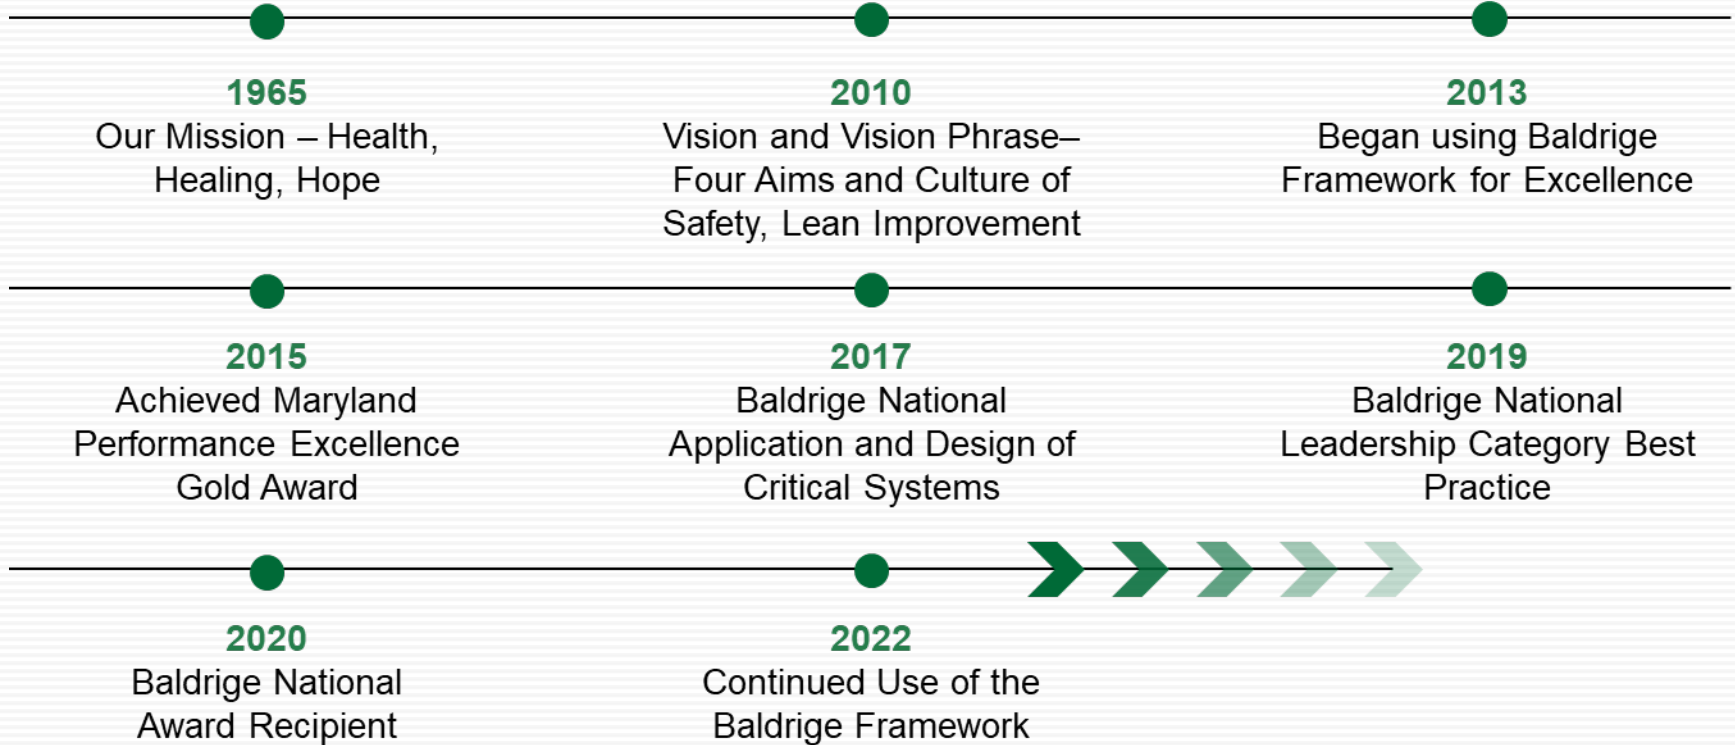 1965
Our Mission – Health,
Healing, Hope
2010
Vision and Vision Phrase–
Four Aims and Culture of
Safety, Lean Improvement
2013
Began using Baldrige
Framework for Excellence
2015
Achieved Maryland
Performance Excellence
Gold Award
2017
Baldrige National
Application and Design of
Critical Systems
2019
Baldrige National
Leadership Category Best
Practice
2020
Baldrige National
Award Recipient
2022
Continued Use of the
Baldrige Framework